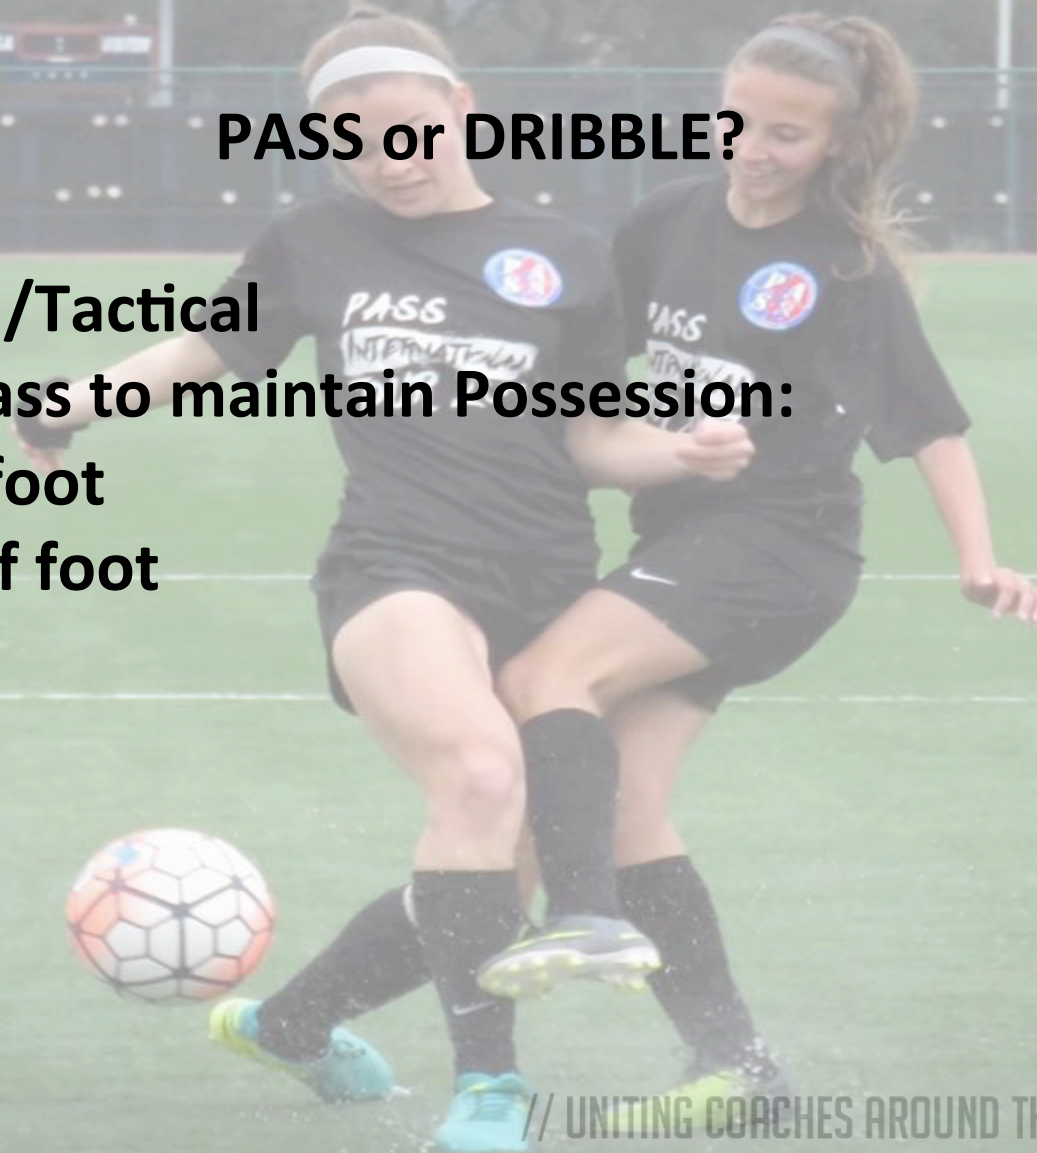 PASS or DRIBBLE?
/Tactical
ass to maintain Possession:
foot
f foot
PASS
INTERNATIONAL
PASS
// UNITING COACHES AROUND TH